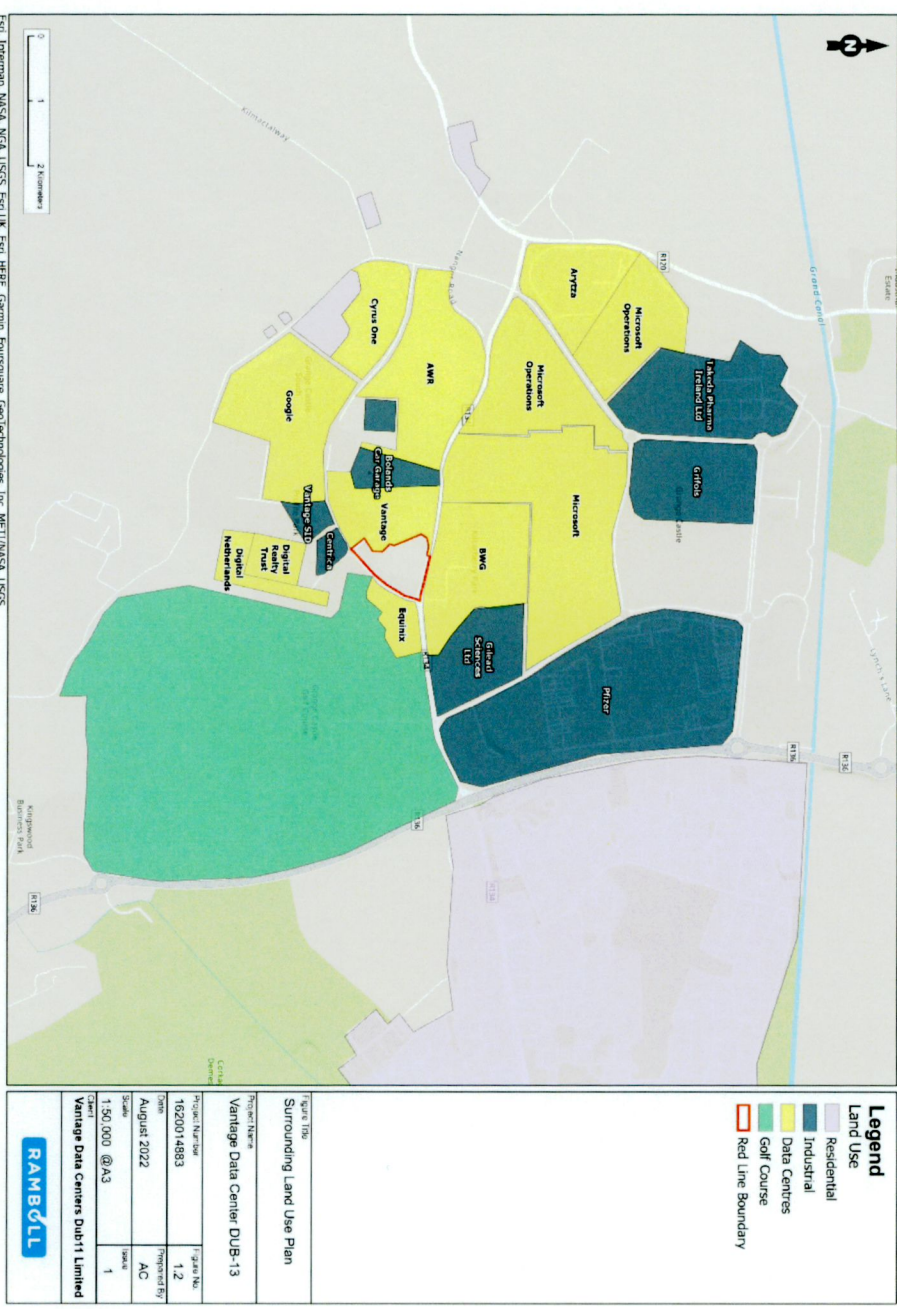 N
Grand Canal
Estate
R120
Lynch's Lane
R136
R136
Takeda Pharma
Ireland Ltd
Grifols
Microsoft
Operations
Arytza
Microsoft
Operations
Microsoft
Pfizer
BWG
Gilead
Sciences
Ltd
AWR
Cyrus One
Google
Bolands
Car Garage
Vantage
Equinix
Vantage SID
Centrica
Digital
Realty
Trust
Digital
Netherlands
R136
R136
Kingswood
Business Park
0 1 2 Kilometers
Esri, Intermap, NASA, NGA, USGS, Esri UK, Esri, HERE, Garmin, Foursquare, GeoTechnologies, Inc, METI/NASA, USGS
Legend
Land Use
Residential
Industrial
Data Centres
Golf Course
Red Line Boundary
Figure Title
Surrounding Land Use Plan
Project Name
Vantage Data Center DUB-13
Project Number
1620014883
Figure No.
1.2
Date
August 2022
Prepared By
AC
Scale
1:50,000 @A3
Issue
1
Client
Vantage Data Centers Dub11 Limited
RAMBOLL